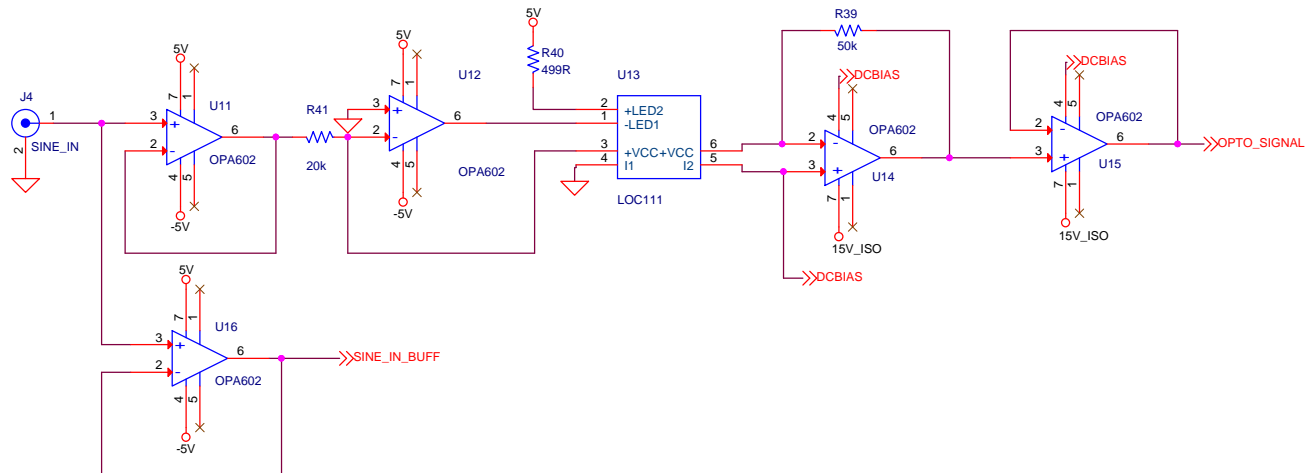 J4
1
2
SINE_IN
5V
7
1
U11
3
+
2
-
6
OPA602
4
5
-5V
R41
20k
5V
7
1
U12
3
+
2
-
6
OPA602
4
5
-5V
5V
R40
499R
U13
2
+LED2
1
-LED1
3
+VCC+VCC
6
4
I1
I2
5
LOC111
R39
50k
DCBIAS
4
5
OPA602
2
-
3
+
6
U14
7
1
15V_ISO
DCBIAS
DCBIAS
4
5
OPA602
2
-
3
+
6
U15
7
1
15V_ISO
OPTO_SIGNAL
5V
7
1
U16
3
+
2
-
6
SINE_IN_BUFF
OPA602
4
5
-5V